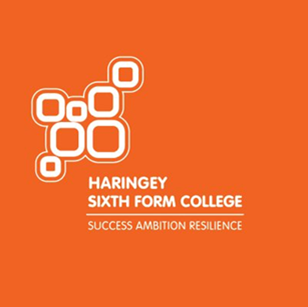 HARINGEY
SIXTH FORM COLLEGE
SUCCESS AMBITION RESILIENCE